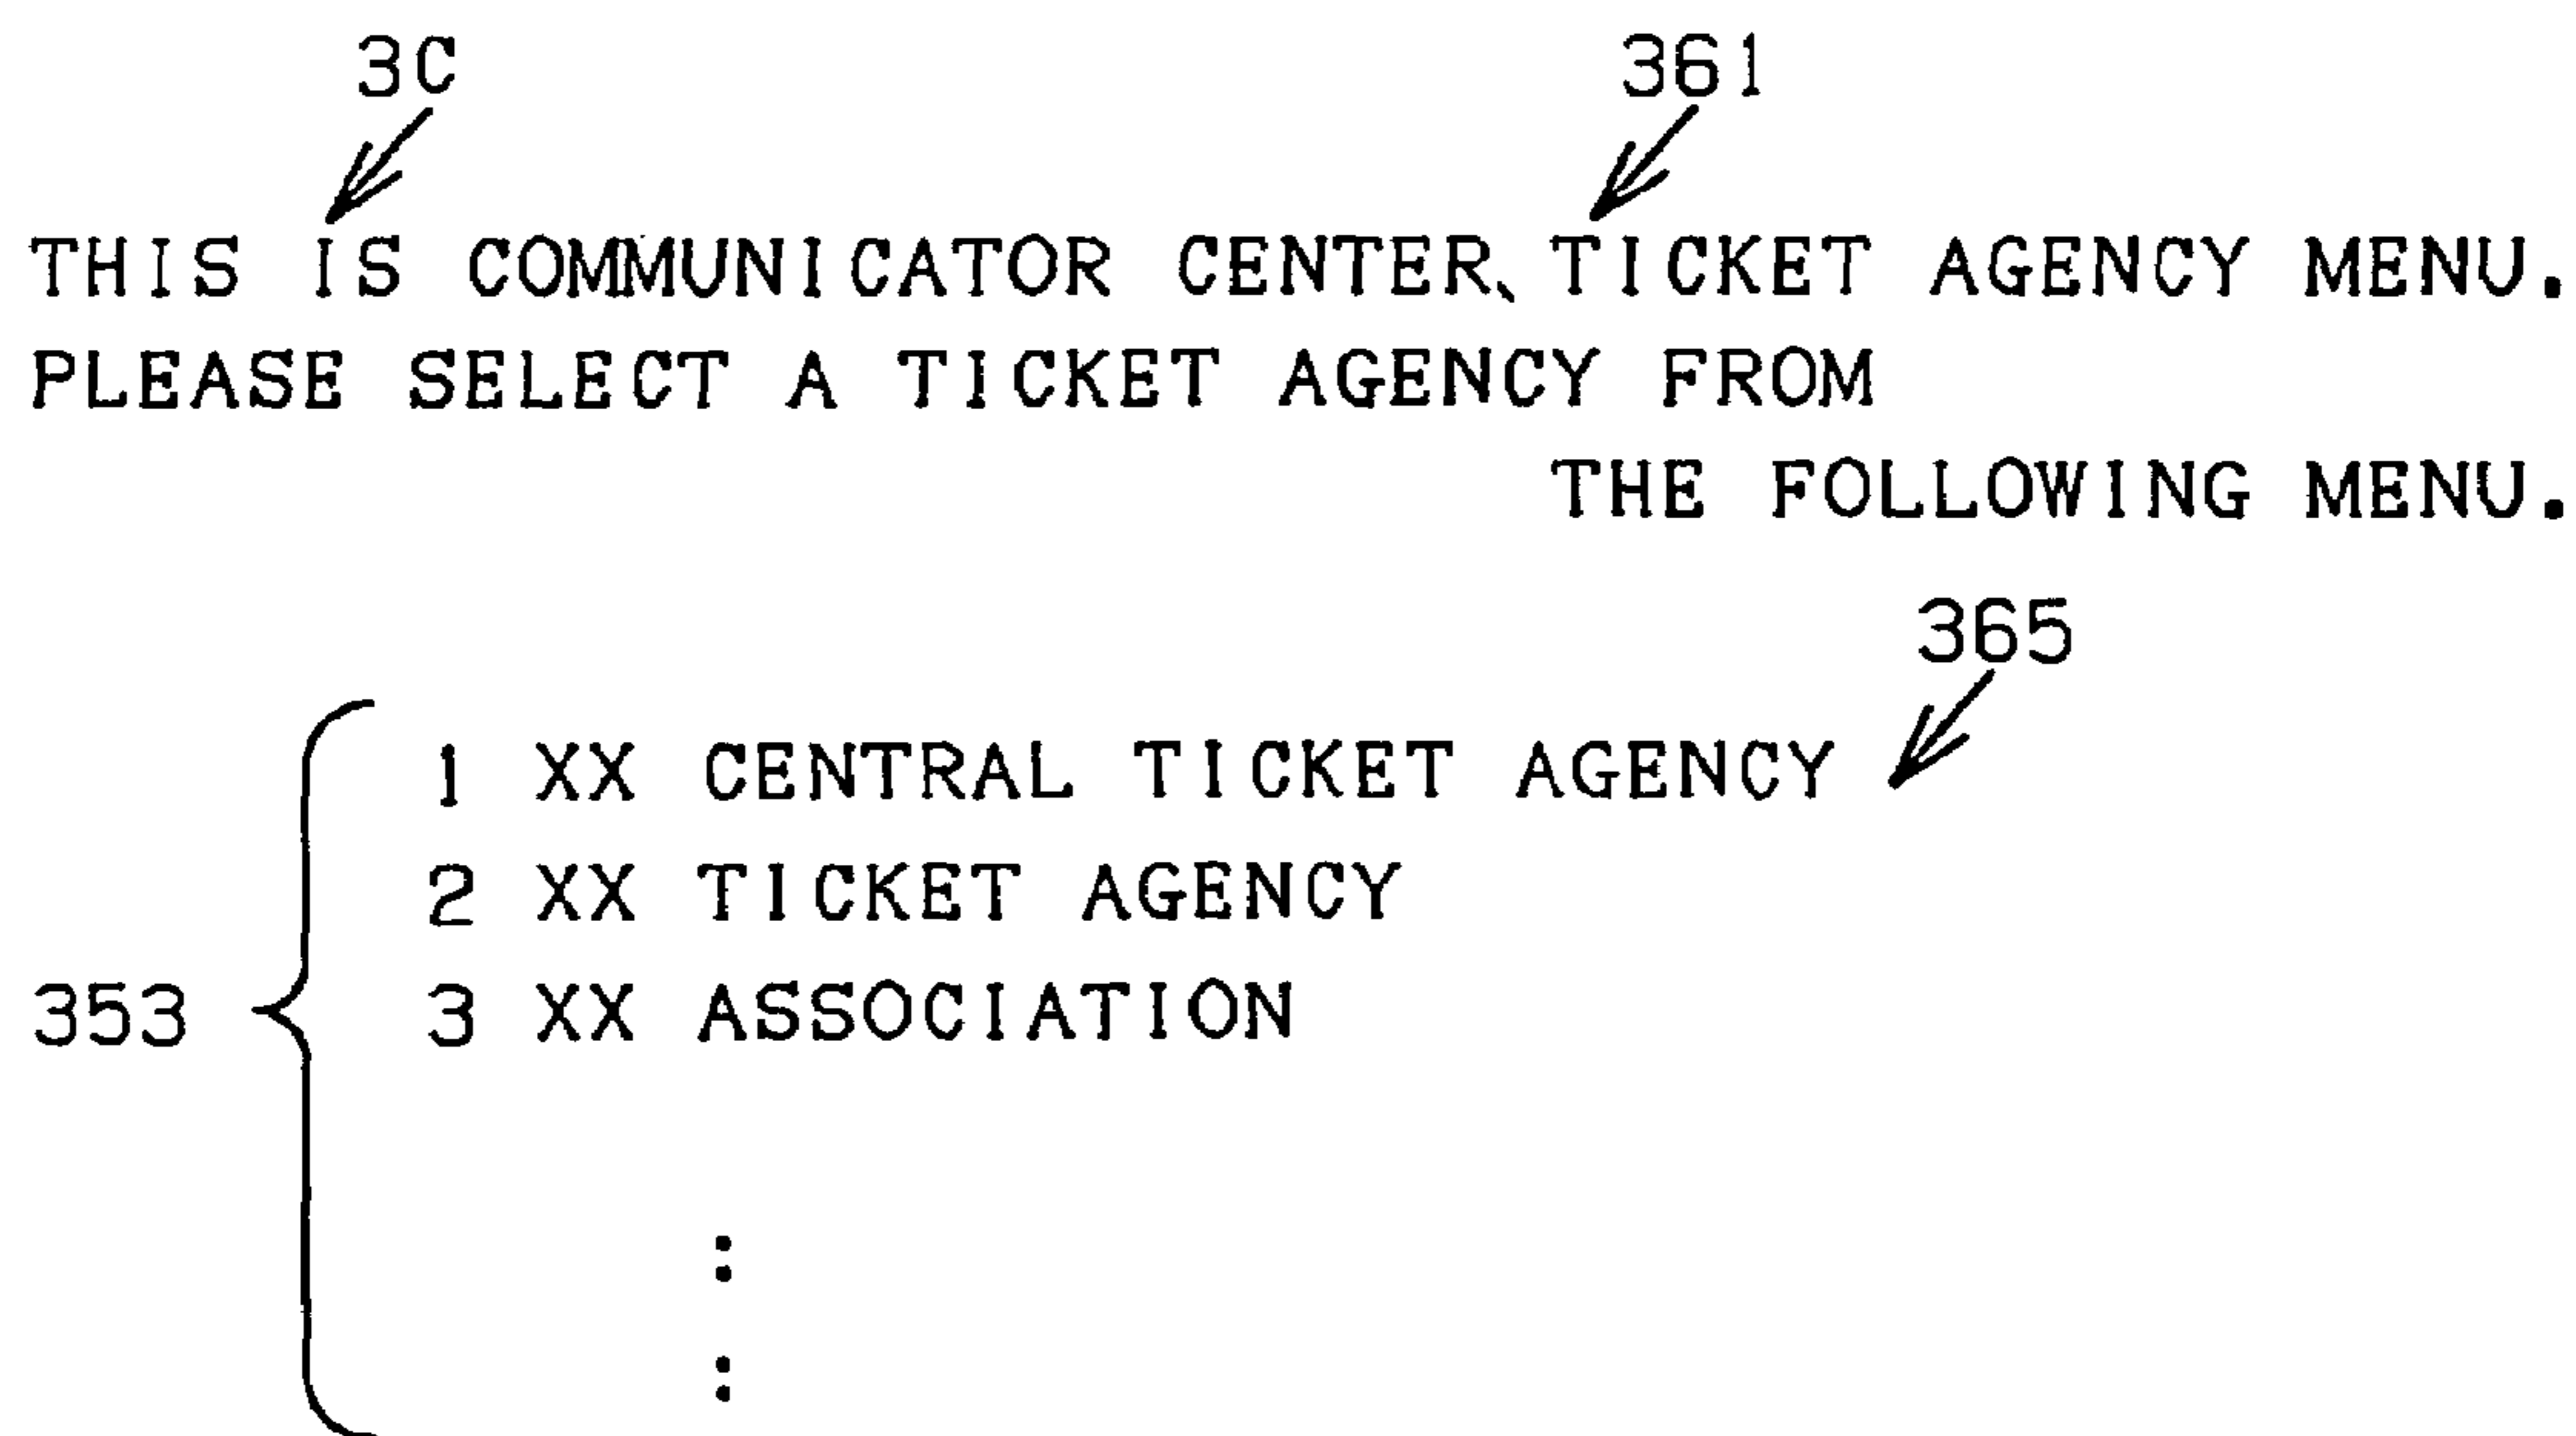 3C 361
THIS IS COMMUNICATOR CENTER、TICKET AGENCY MENU.
PLEASE SELECT A TICKET AGENCY FROM
THE FOLLOWING MENU.
365
1 XX CENTRAL TICKET AGENCY
2 XX TICKET AGENCY
353 3 XX ASSOCIATION
:
: